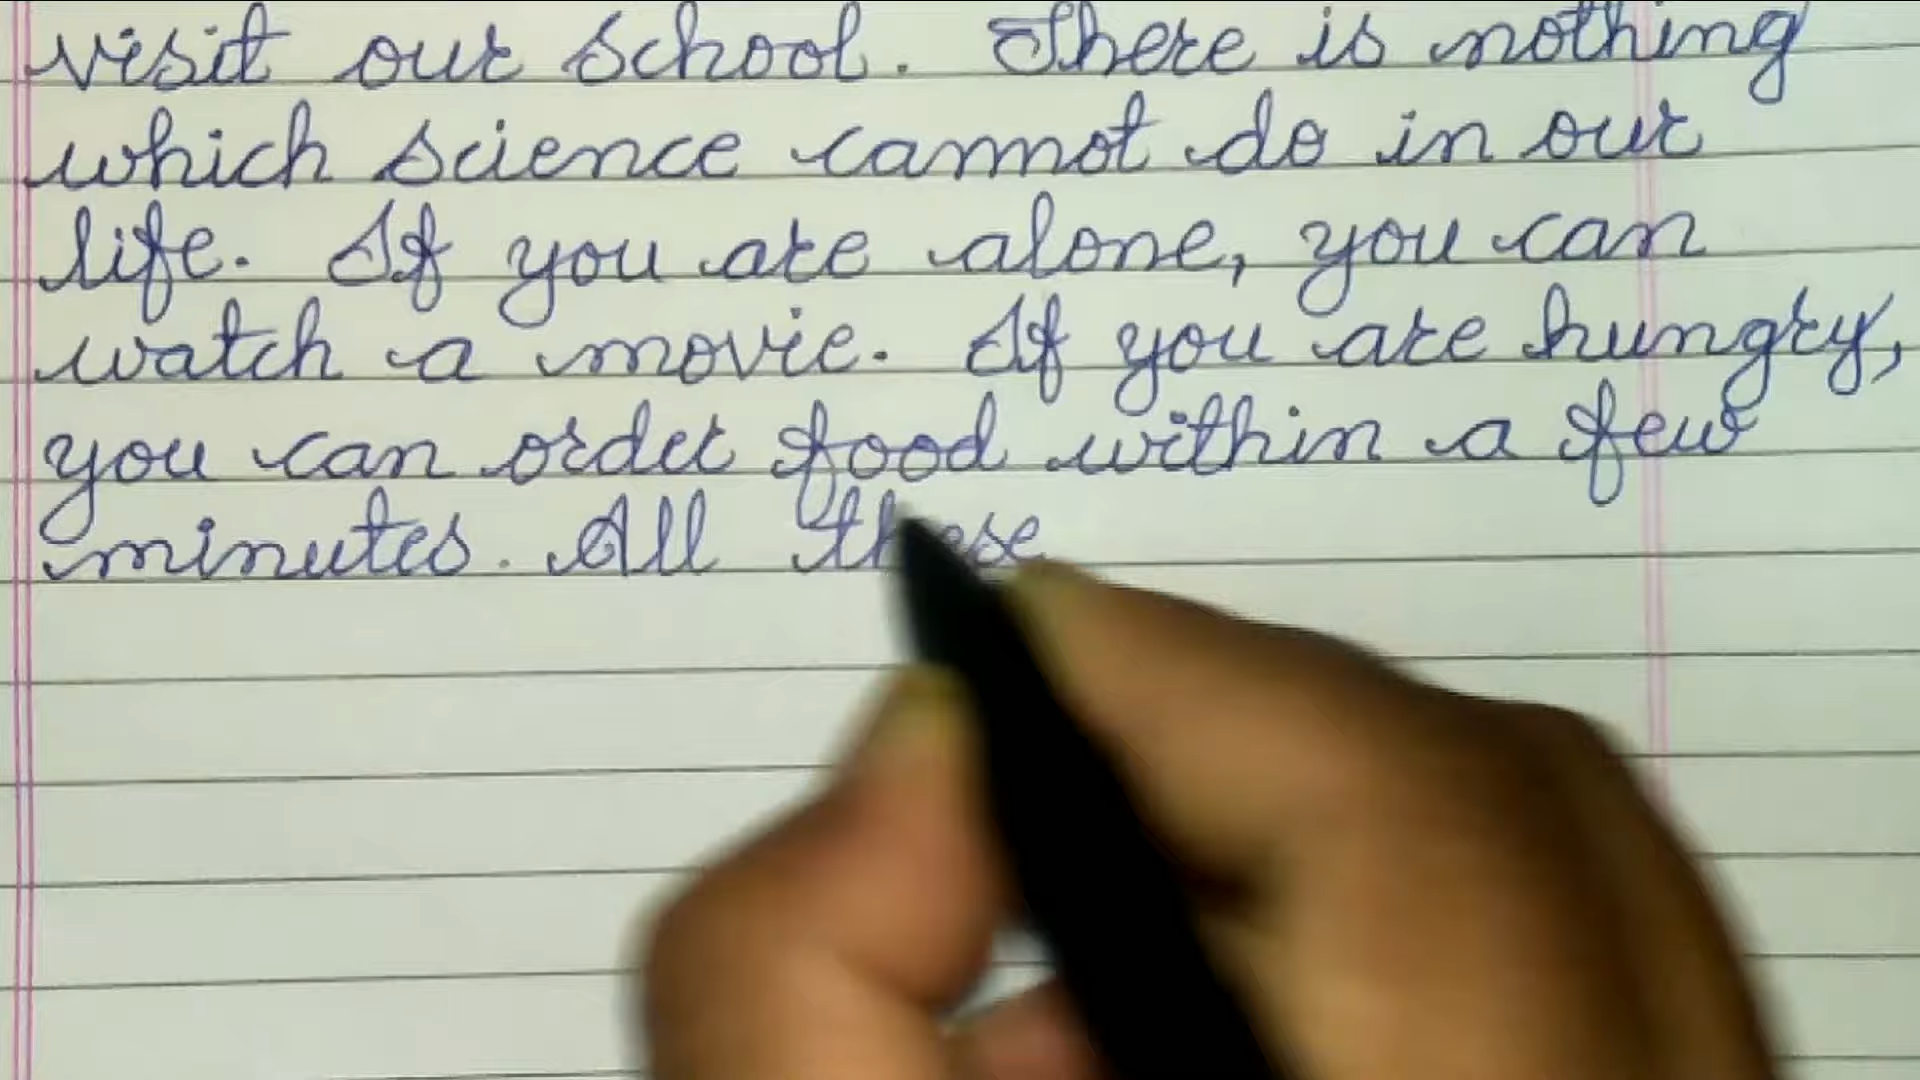 visit our school. There is nothing
which science cannot do in our
life. If you are alone, you can
watch a movie. If you are hungry,
you can order food within a few
minutes. All these